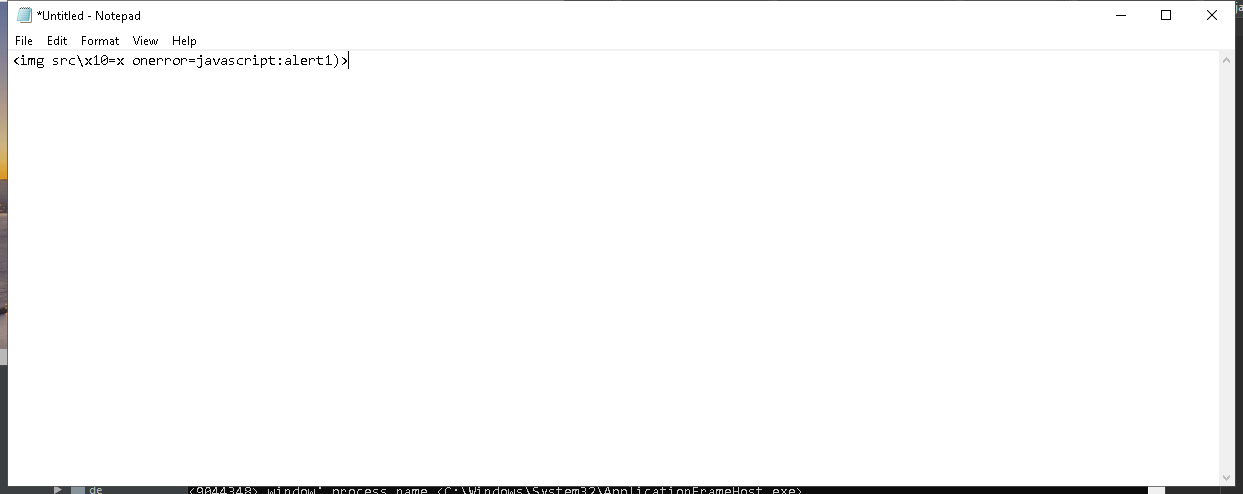 *Untitled - Notepad
File Edit Format View Help
<img src\x10=x onerror=javascript:alert1)>
de <9044348> window' process name <C:\Windows\System32\ApplicationFrameHost.exe>